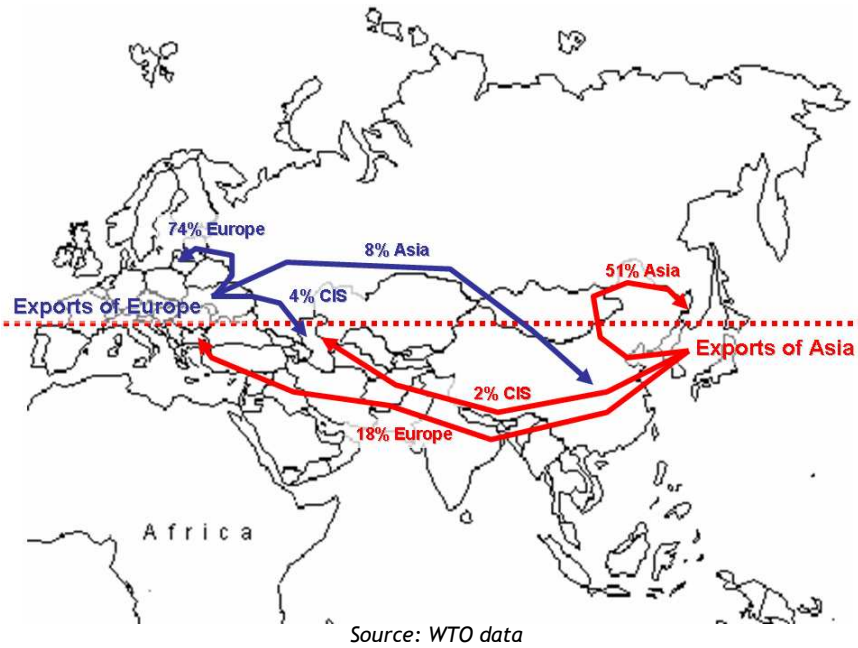 74% Europe
8% Asia
51% Asia
4% CIS
Exports of Europe
Exports of Asia
2% CIS
18% Europe
Africa
Source: WTO data